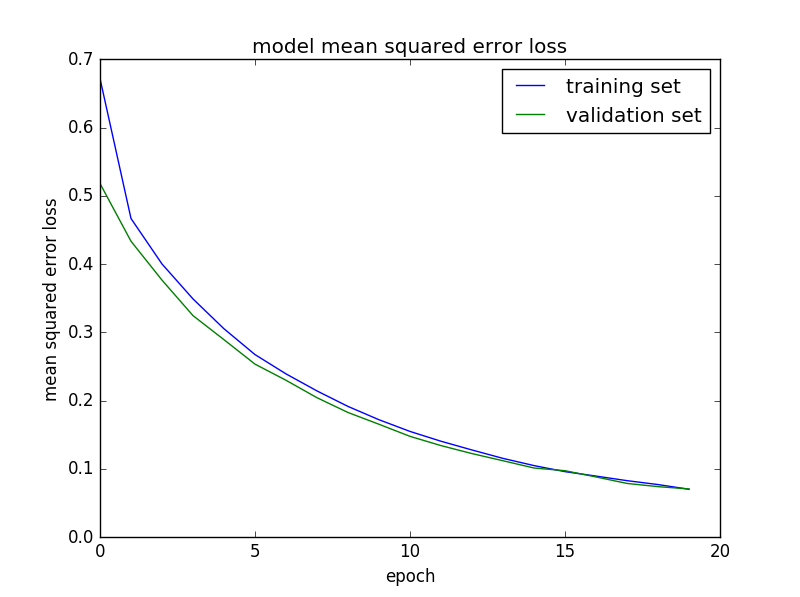 model mean squared error loss
training set
validation set
mean squared error loss
0.7
0.6
0.5
0.4
0.3
0.2
0.1
0.0
0 5 10 15 20
epoch